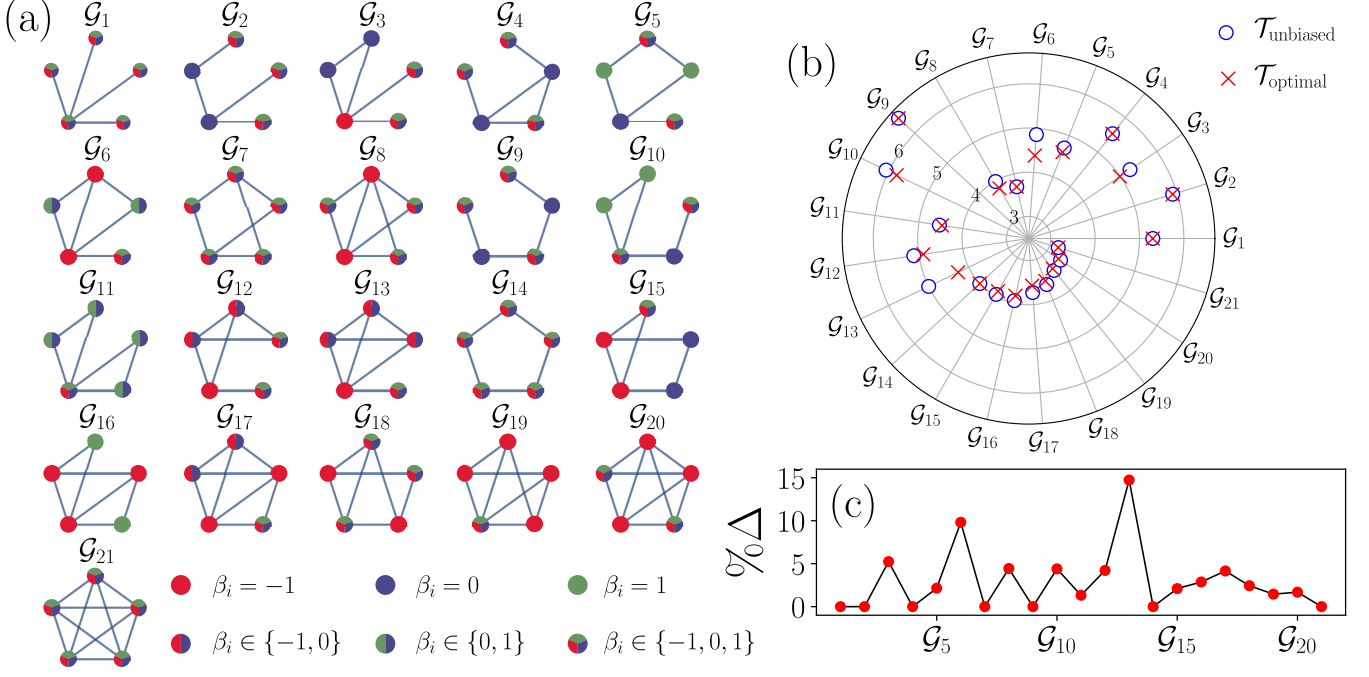 (a)
𝒢₁ 𝒢₂ 𝒢₃ 𝒢₄ 𝒢₅
𝒢₆ 𝒢₇ 𝒢₈ 𝒢₉ 𝒢₁₀
𝒢₁₁ 𝒢₁₂ 𝒢₁₃ 𝒢₁₄ 𝒢₁₅
𝒢₁₆ 𝒢₁₇ 𝒢₁₈ 𝒢₁₉ 𝒢₂₀
𝒢₂₁
βᵢ = −1 βᵢ = 0 βᵢ = 1
βᵢ ∈ {−1, 0} βᵢ ∈ {0, 1} βᵢ ∈ {−1, 0, 1}
(b)
𝒯unbiased
𝒯optimal
𝒢₁
𝒢₂
𝒢₃
𝒢₄
𝒢₅
𝒢₆
𝒢₇
𝒢₈
𝒢₉
𝒢₁₀
𝒢₁₁
𝒢₁₂
𝒢₁₃
𝒢₁₄
𝒢₁₅
𝒢₁₆
𝒢₁₇
𝒢₁₈
𝒢₁₉
𝒢₂₀
𝒢₂₁
3
4
5
6
(c)
%Δ
15
10
5
0
𝒢₅ 𝒢₁₀ 𝒢₁₅ 𝒢₂₀